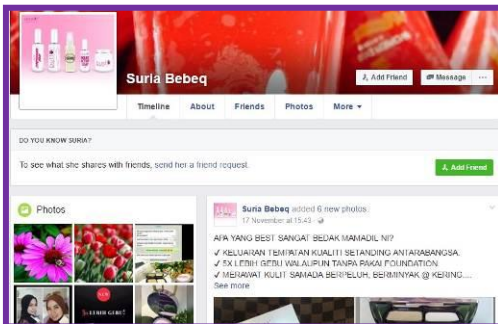 Suria Bebeq
Add Friend
Message
Timeline
About
Friends
Photos
More
DO YOU KNOW SURIA?
To see what she shares with friends, send her a friend request.
Add Friend
Photos
Suria Bebeq added 6 new photos.
17 November at 15:43
APA YANG BEST SANGAT BEDAK MAMADIL NI?
✓ KELUARAN TEMPATAN KUALITI SETANDING ANTARABANGSA.
✓ 5X LEBIH GEBU WALAUPUN TANPA PAKAI FOUNDATION.
✓ MERAWAT KULIT SAMADA BERPELUH, BERMINYAK @ KERING....
See more
5x LEBIH GEBU